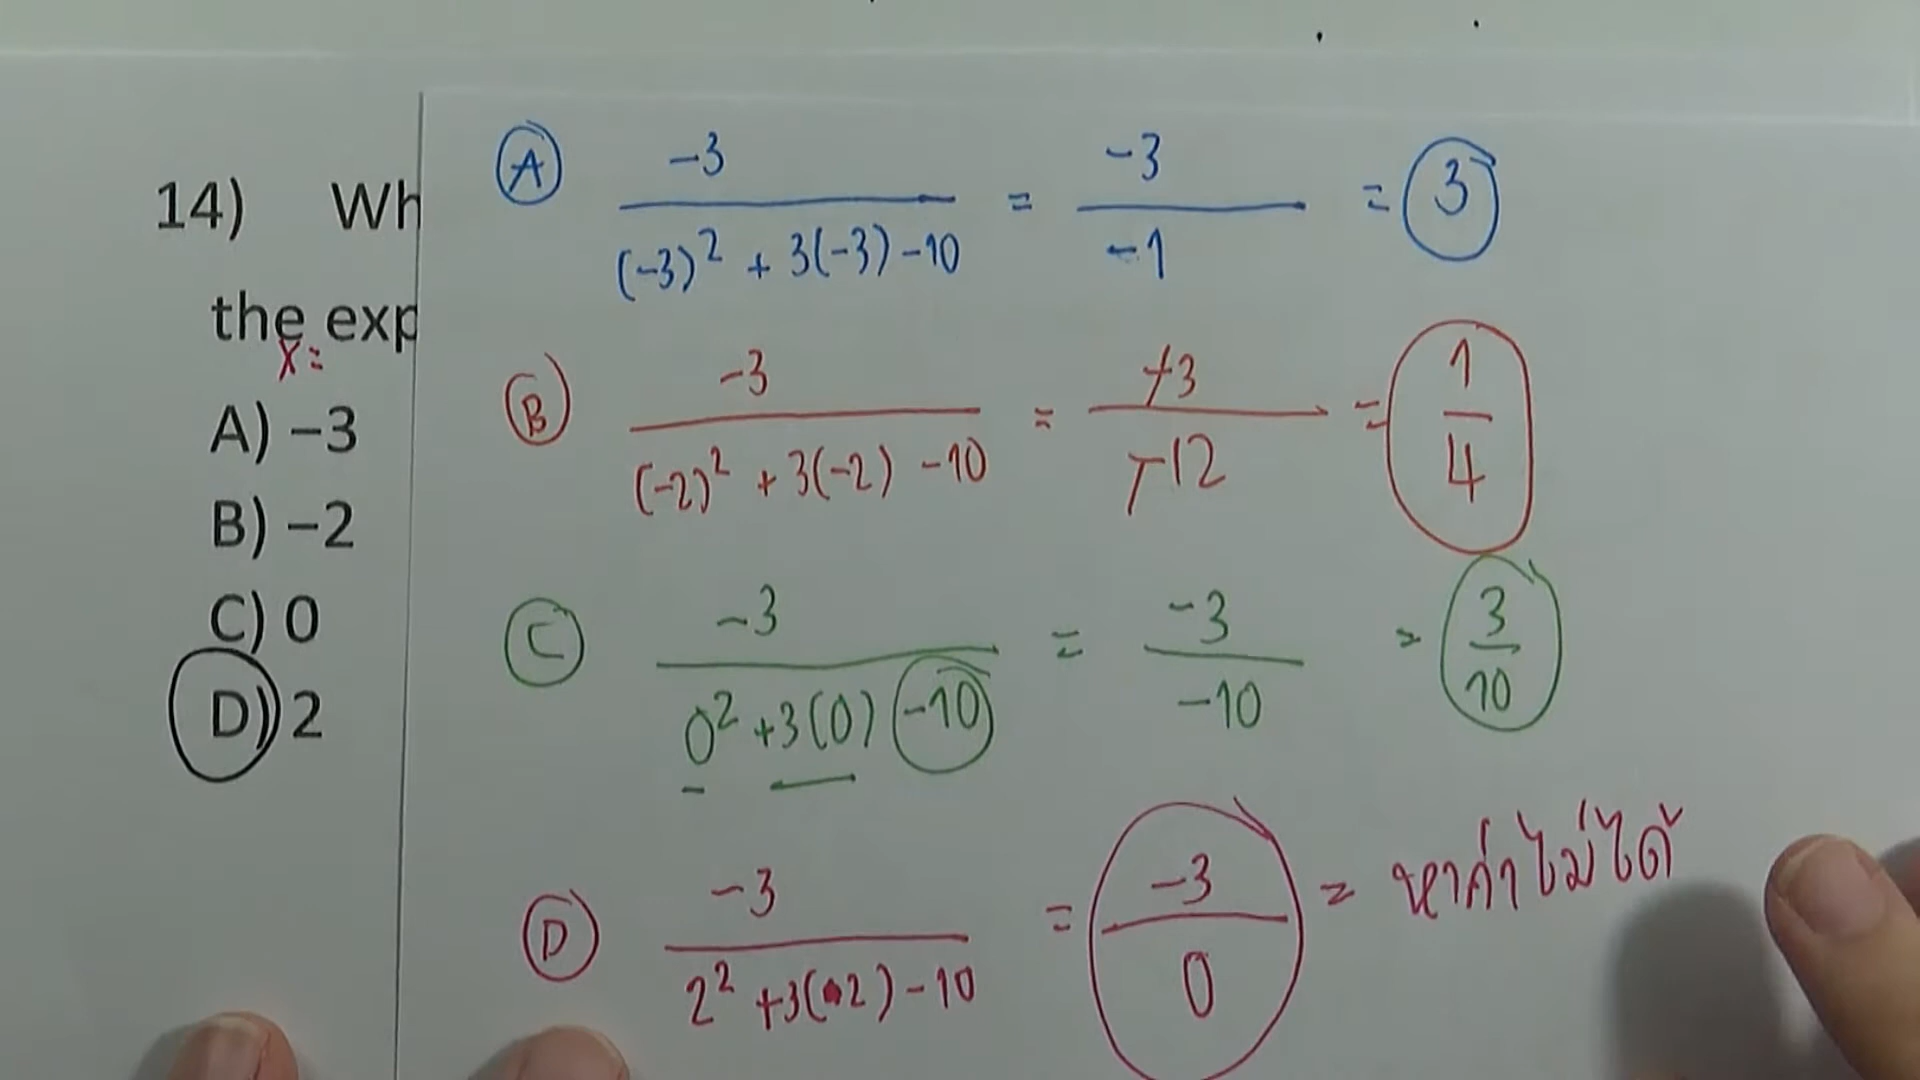 14) Wh
the exp
x =
A) −3
B) −2
C) 0
D) 2
A -3 / (-3)² + 3(-3) -10 = -3 / -1 = 3
B -3 / (-2)² + 3(-2) -10 = -3 / -12 = 1 / 4
C -3 / 0² + 3(0) -10 = -3 / -10 = 3 / 10
D -3 / 2² + 3(2) -10 = -3 / 0 = หาค่าไม่ได้